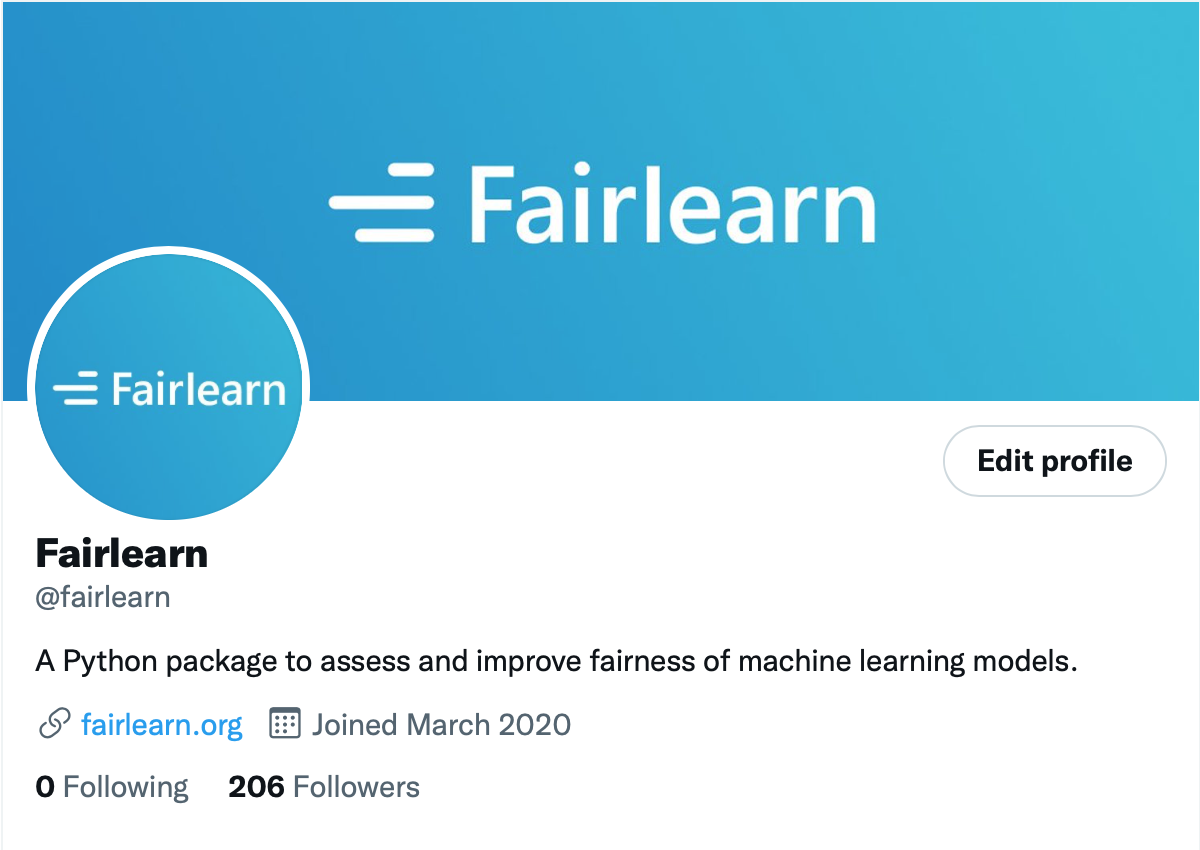 Fairlearn
Fairlearn
Edit profile
Fairlearn
@fairlearn
A Python package to assess and improve fairness of machine learning models.
fairlearn.org Joined March 2020
0 Following 206 Followers